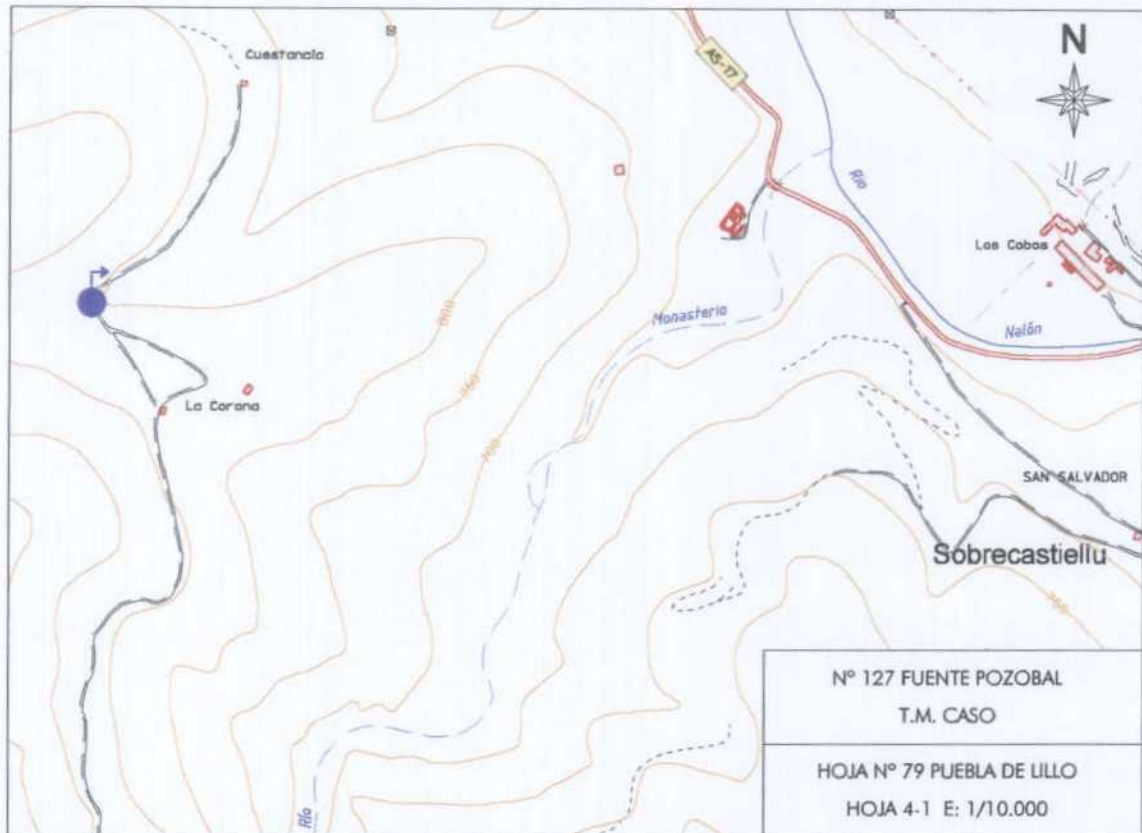 Cuestancia
AS-17
N
Río
Los Cobos
800
Monasterio
Nalón
750
La Corona
700
SAN SALVADOR
Sobrecastiellu
Río
Nº 127 FUENTE POZOBAL
T.M. CASO
HOJA Nº 79 PUEBLA DE LILLO
HOJA 4-1 E: 1/10.000